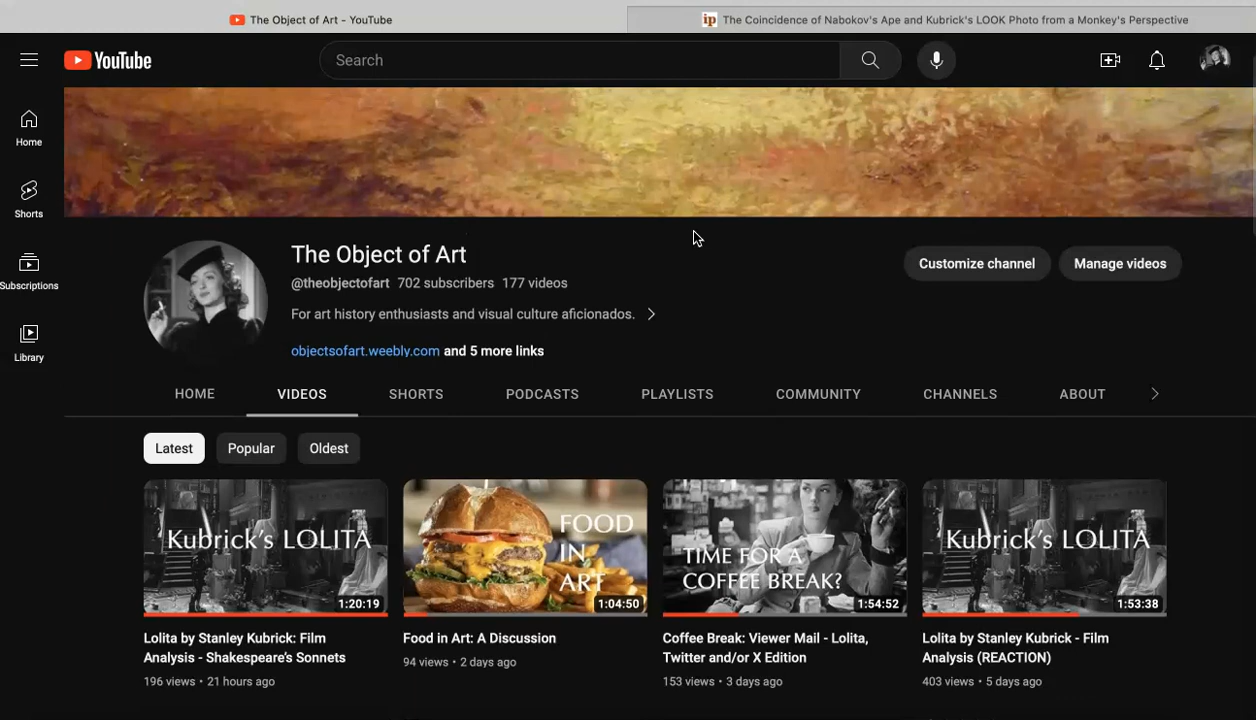 The Object of Art - YouTube
ip The Coincidence of Nabokov's Ape and Kubrick's LOOK Photo from a Monkey's Perspective
YouTube
Search
Home
Shorts
Subscriptions
Library
The Object of Art
@theobjectofart 702 subscribers 177 videos
For art history enthusiasts and visual culture aficionados.
objectsofart.weebly.com and 5 more links
Customize channel
Manage videos
HOME VIDEOS SHORTS PODCASTS PLAYLISTS COMMUNITY CHANNELS ABOUT
Latest Popular Oldest
Kubrick's LOLITA
1:20:19
Lolita by Stanley Kubrick: Film
Analysis - Shakespeare's Sonnets
196 views • 21 hours ago
FOOD
IN
ART
1:04:50
Food in Art: A Discussion
94 views • 2 days ago
TIME FOR A
COFFEE BREAK?
1:54:52
Coffee Break: Viewer Mail - Lolita,
Twitter and/or X Edition
153 views • 3 days ago
Kubrick's LOLITA
1:53:38
Lolita by Stanley Kubrick - Film
Analysis (REACTION)
403 views • 5 days ago